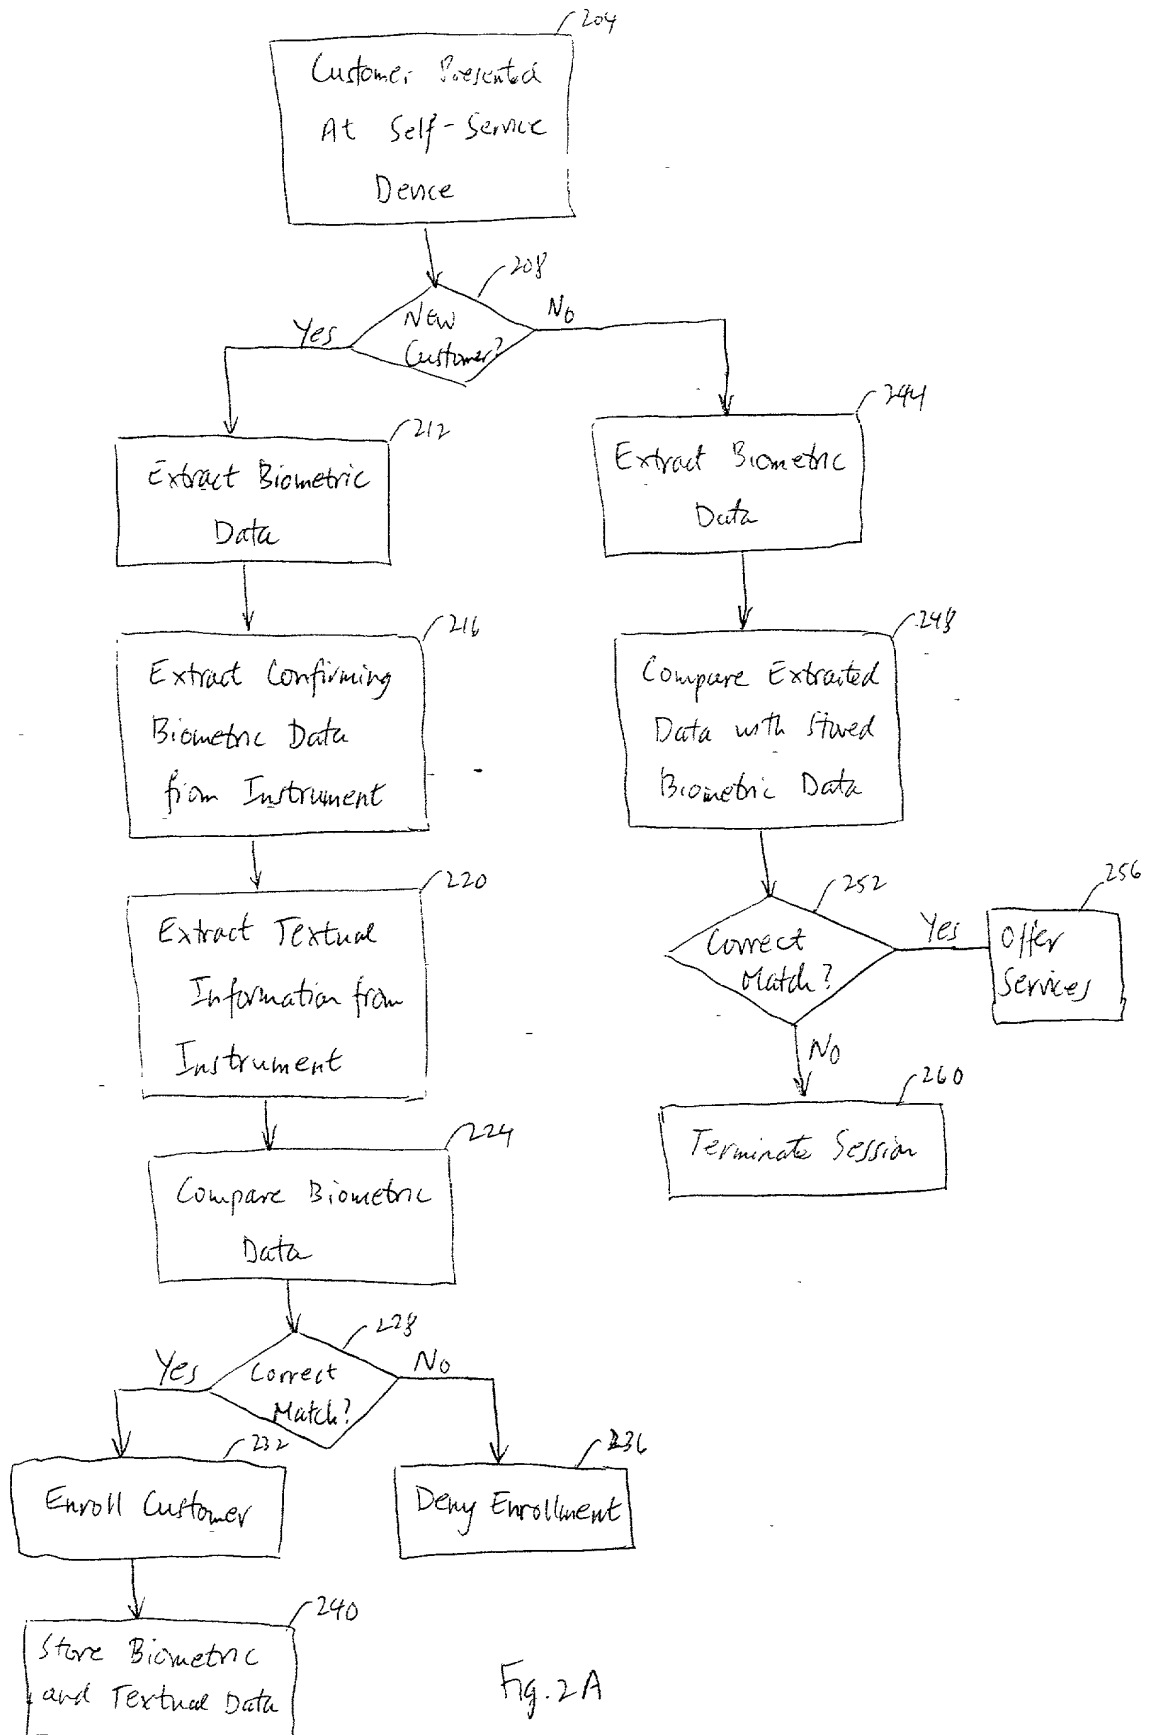 204
Customer Presented
At Self-Service
Device
208
New
Customer?
Yes
No
212
Extract Biometric
Data
216
Extract Confirming
Biometric Data
from Instrument
220
Extract Textual
Information from
Instrument
224
Compare Biometric
Data
228
Correct
Match?
Yes
No
232
Enroll Customer
236
Deny Enrollment
240
Store Biometric
and Textual Data
244
Extract Biometric
Data
248
Compare Extracted
Data with Stored
Biometric Data
252
Correct
Match?
Yes
No
256
Offer
Services
260
Terminate Session
Fig. 2A